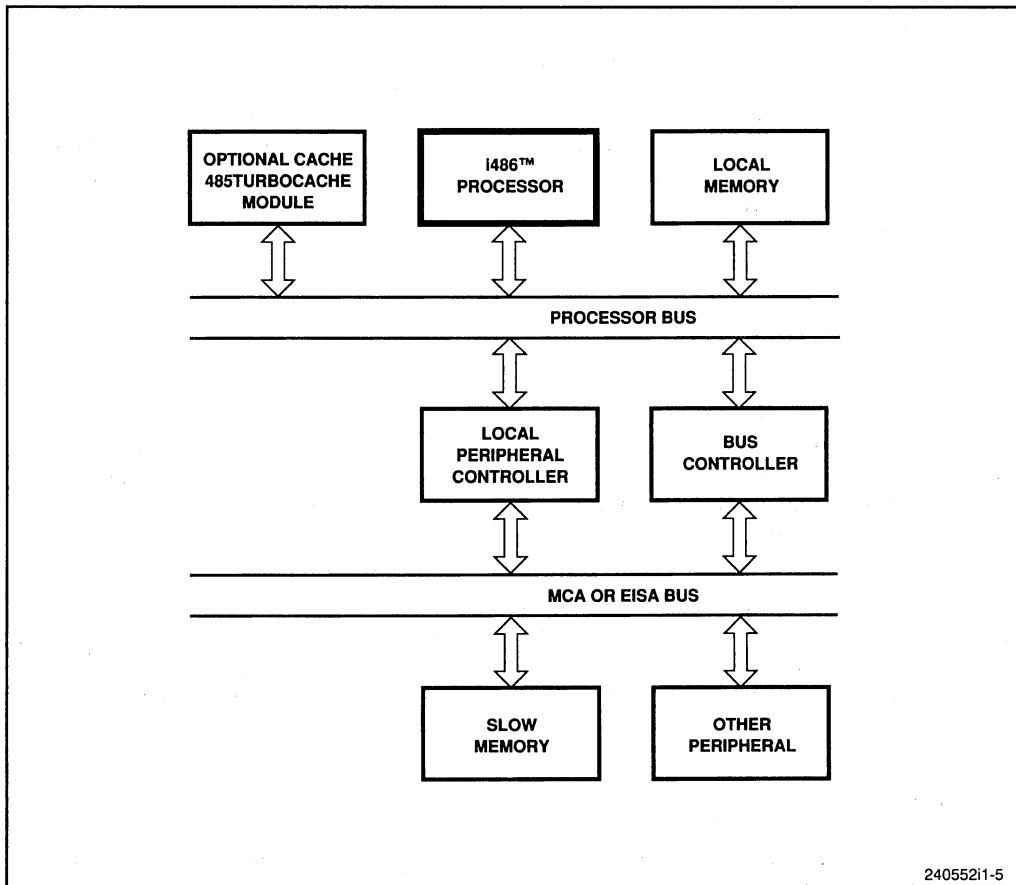 OPTIONAL CACHE
485TURBOCACHE
MODULE
i486™
PROCESSOR
LOCAL
MEMORY
PROCESSOR BUS
LOCAL
PERIPHERAL
CONTROLLER
BUS
CONTROLLER
MCA OR EISA BUS
SLOW
MEMORY
OTHER
PERIPHERAL
240552i1-5